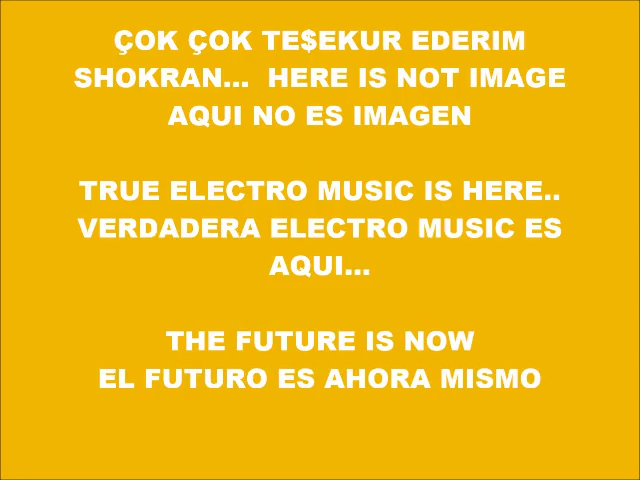 ÇOK ÇOK TE$EKUR EDERIM
SHOKRAN... HERE IS NOT IMAGE
AQUI NO ES IMAGEN
TRUE ELECTRO MUSIC IS HERE..
VERDADERA ELECTRO MUSIC ES
AQUI...
THE FUTURE IS NOW
EL FUTURO ES AHORA MISMO